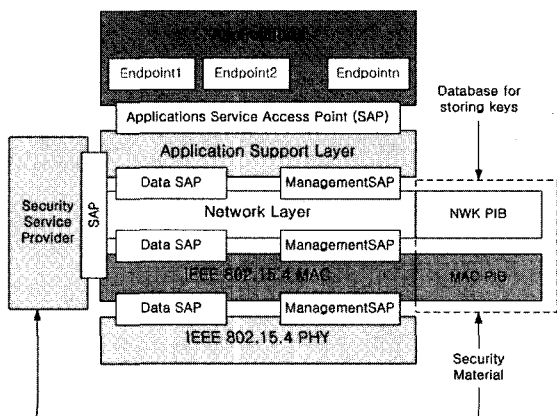 Endpoint1 Endpoint2 Endpointn
Applications Service Access Point (SAP)
Database for
storing keys
Application Support Layer
Security
Service
Provider
SAP
Data SAP ManagementSAP
Network Layer
NWK PIB
Data SAP ManagementSAP
IEEE 802.15.4 MAC
MAC PIB
Data SAP ManagementSAP
IEEE 802.15.4 PHY
Security
Material